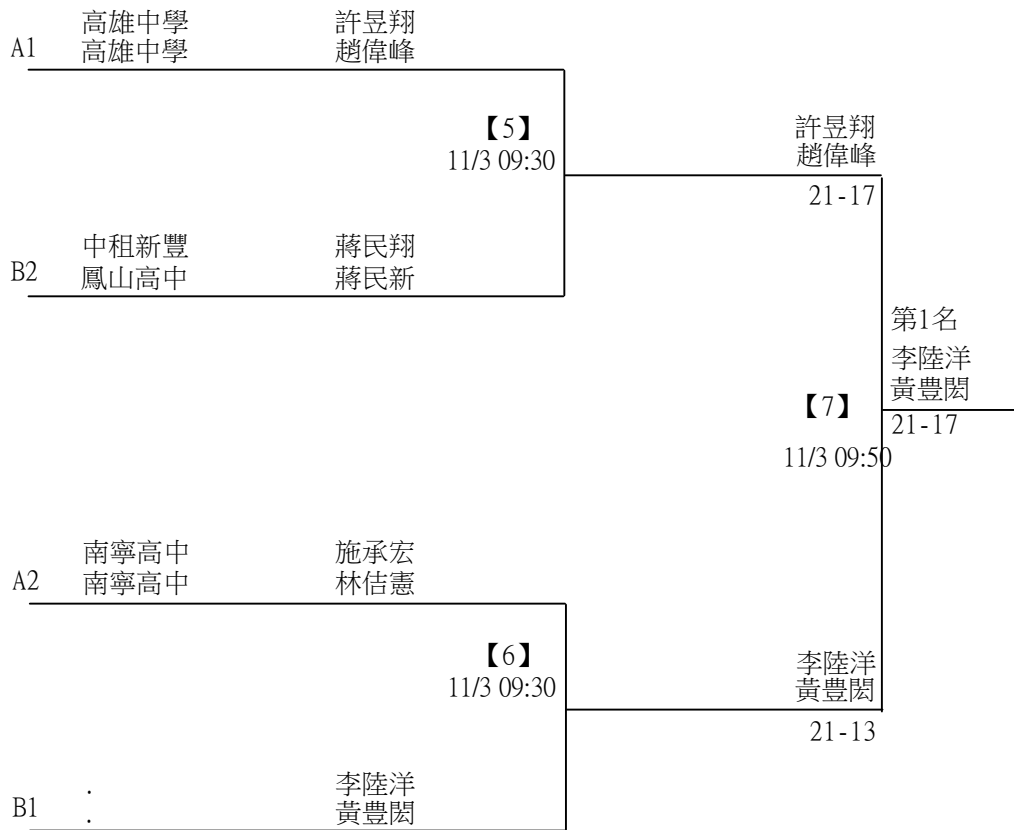 A1 高雄中學 許昱翔
高雄中學 趙偉峰
【5】
11/3 09:30
許昱翔
趙偉峰
21-17
B2 中租新豐 蔣民翔
鳳山高中 蔣民新
第1名
李陸洋
黃豊閎
21-17
【7】
11/3 09:50
A2 南寧高中 施承宏
南寧高中 林佶憲
【6】
11/3 09:30
李陸洋
黃豊閎
21-13
B1 . 李陸洋
. 黃豊閎